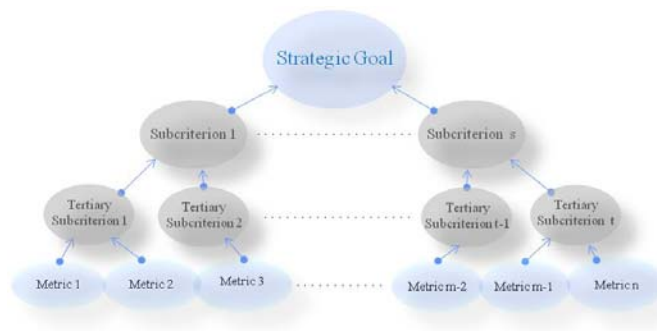 Strategic Goal
Subcriterion 1
Subcriterion s
Tertiary
Subcriterion 1
Tertiary
Subcriterion 2
Tertiary
Subcriterion t-1
Tertiary
Subcriterion t
Metric 1
Metric 2
Metric 3
Metric m-2
Metric m-1
Metric n